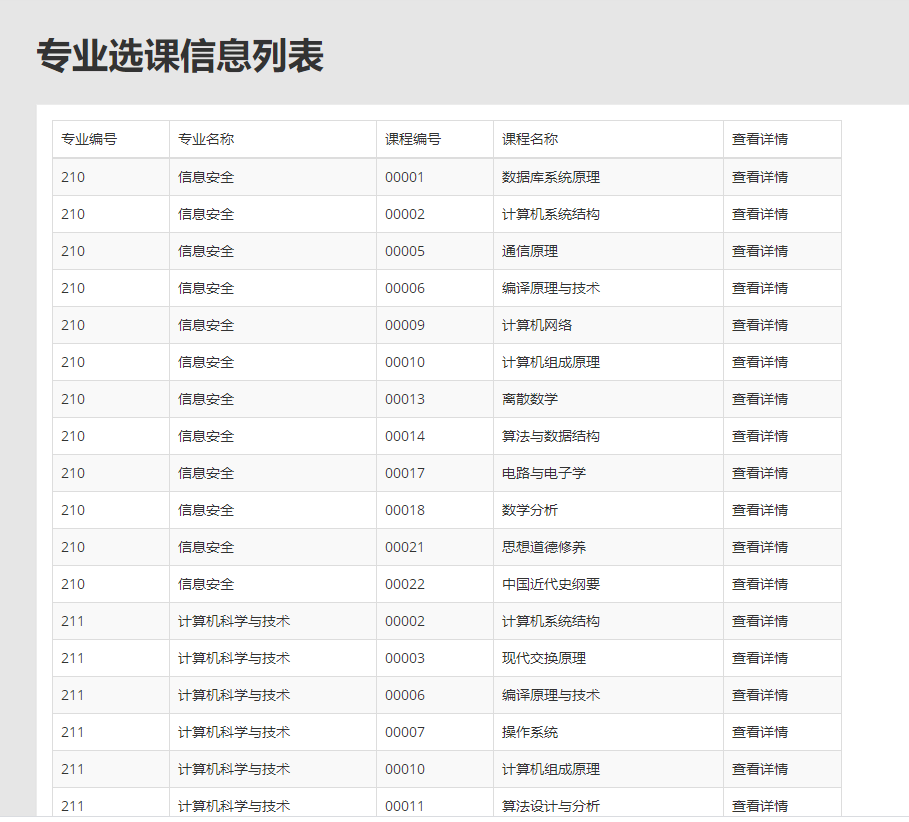 专业选课信息列表
专业编号 专业名称 课程编号 课程名称 查看详情
210 信息安全 00001 数据库系统原理 查看详情
210 信息安全 00002 计算机系统结构 查看详情
210 信息安全 00005 通信原理 查看详情
210 信息安全 00006 编译原理与技术 查看详情
210 信息安全 00009 计算机网络 查看详情
210 信息安全 00010 计算机组成原理 查看详情
210 信息安全 00013 离散数学 查看详情
210 信息安全 00014 算法与数据结构 查看详情
210 信息安全 00017 电路与电子学 查看详情
210 信息安全 00018 数学分析 查看详情
210 信息安全 00021 思想道德修养 查看详情
210 信息安全 00022 中国近代史纲要 查看详情
211 计算机科学与技术 00002 计算机系统结构 查看详情
211 计算机科学与技术 00003 现代交换原理 查看详情
211 计算机科学与技术 00006 编译原理与技术 查看详情
211 计算机科学与技术 00007 操作系统 查看详情
211 计算机科学与技术 00010 计算机组成原理 查看详情
211 计算机科学与技术 00011 算法设计与分析 查看详情